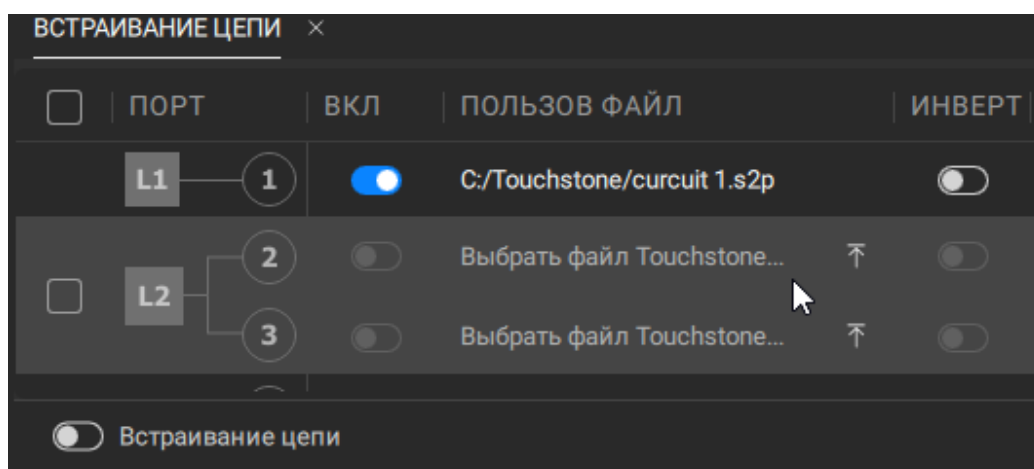 ВСТРАИВАНИЕ ЦЕПИ ×
ПОРТ ВКЛ ПОЛЬЗОВ ФАЙЛ ИНВЕРТ
L1 1 C:/Touchstone/curcuit 1.s2p
2 Выбрать файл Touchstone...
L2
3 Выбрать файл Touchstone...
Встраивание цепи